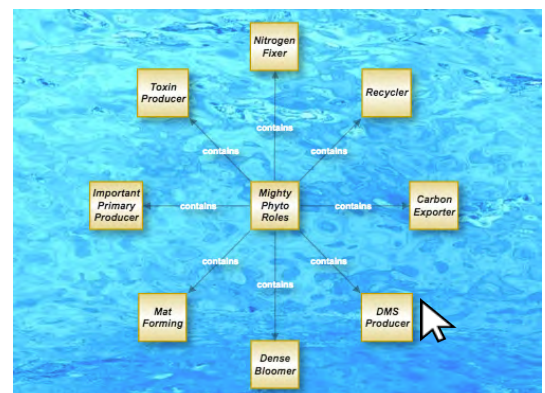 Nitrogen
Fixer
Toxin
Producer
Recycler
contains
contains
contains
Important
Primary
Producer
contains
Mighty
Phyto
Roles
contains
Carbon
Exporter
contains
contains
contains
Mat
Forming
DMS
Producer
Dense
Bloomer